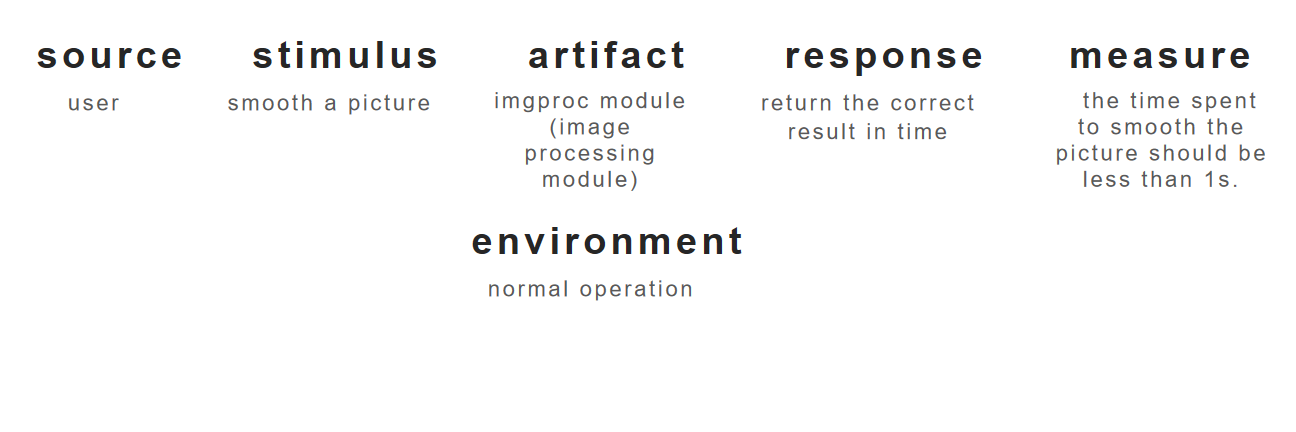 source
user
stimulus
smooth a picture
artifact
imgproc module
(image
processing
module)
environment
normal operation
response
return the correct
result in time
measure
the time spent
to smooth the
picture should be
less than 1s.